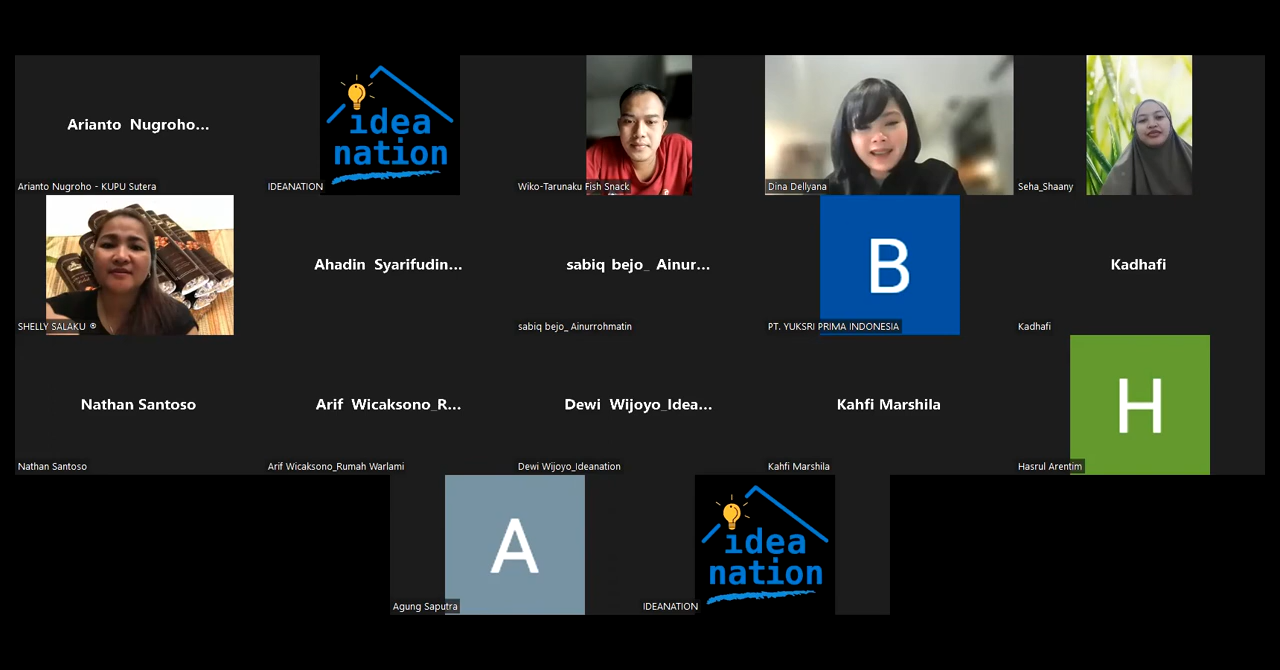 Arianto Nugroho...
Arianto Nugroho - KUPU Sutera
idea
nation
IDEANATION
Wiko-Tarunaku Fish Snack
Dina Dellyana
Seha_Shaany
SHELLY SALAKU ®
Ahadin Syarifudin...
sabiq bejo_ Ainur...
sabiq bejo_ Ainurrohmatin
B
PT. YUKSRI PRIMA INDONESIA
Kadhafi
Kadhafi
Nathan Santoso
Nathan Santoso
Arif Wicaksono_R...
Arif Wicaksono_Rumah Warlami
Dewi Wijoyo_Idea...
Dewi Wijoyo_Ideanation
Kahfi Marshila
Kahfi Marshila
H
Hasrul Arentim
A
Agung Saputra
idea
nation
IDEANATION